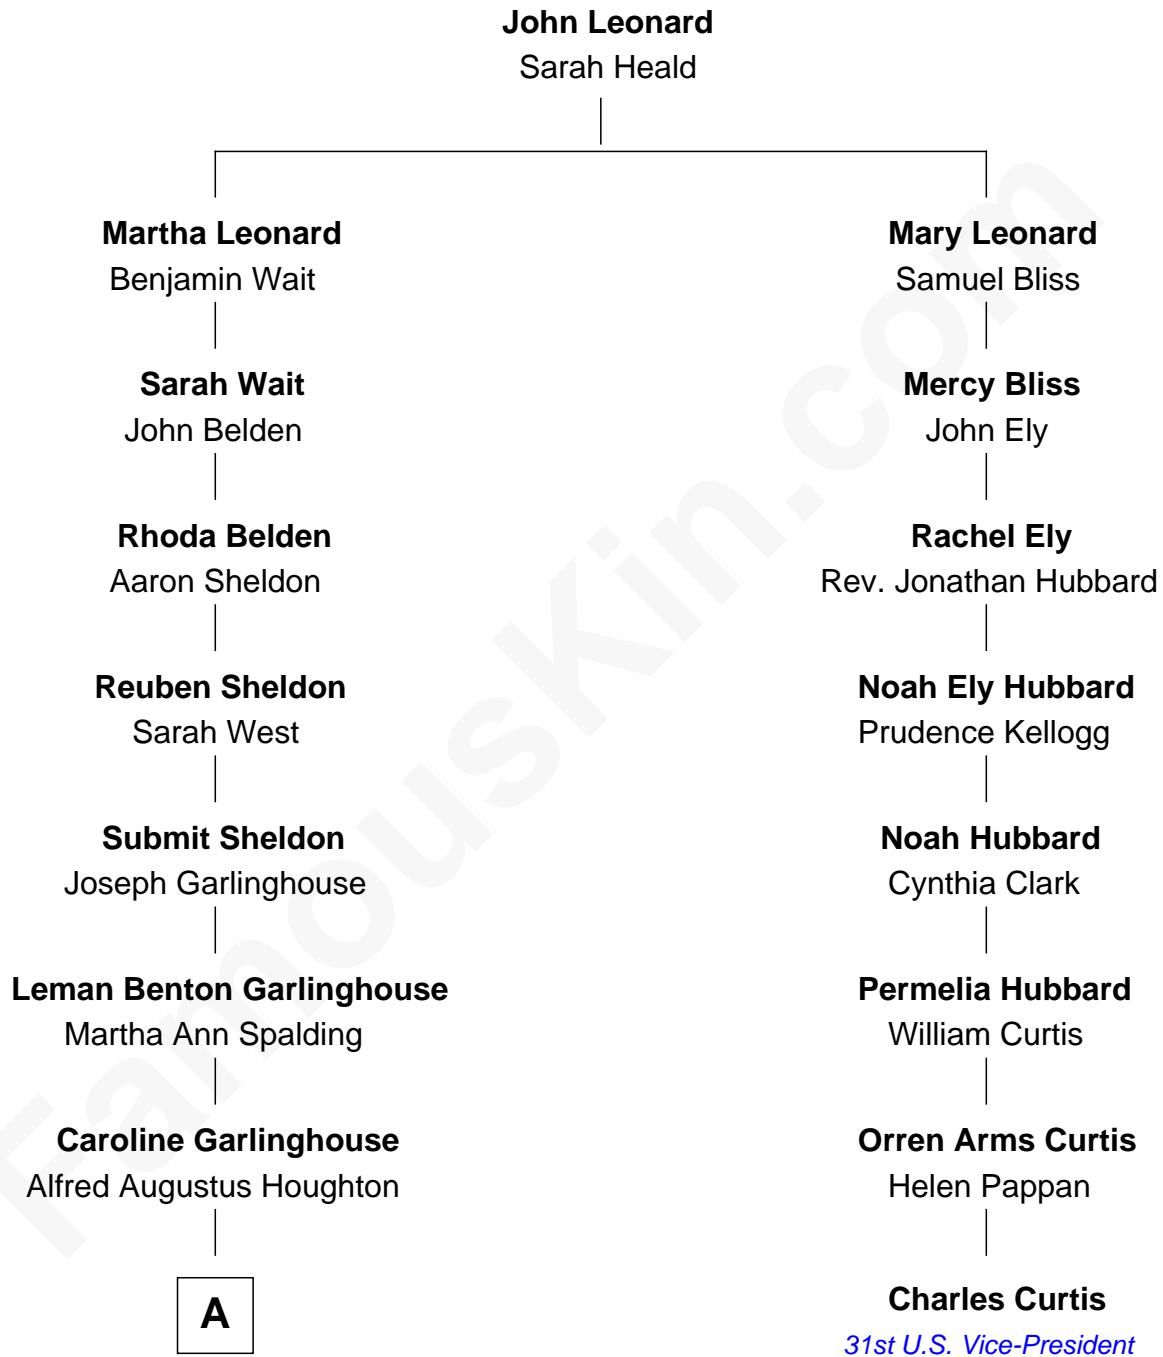 John Leonard
Sarah Heald
Martha Leonard
Benjamin Wait
Sarah Wait
John Belden
Rhoda Belden
Aaron Sheldon
Reuben Sheldon
Sarah West
Submit Sheldon
Joseph Garlinghouse
Leman Benton Garlinghouse
Martha Ann Spalding
Caroline Garlinghouse
Alfred Augustus Houghton
A
Mary Leonard
Samuel Bliss
Mercy Bliss
John Ely
Rachel Ely
Rev. Jonathan Hubbard
Noah Ely Hubbard
Prudence Kellogg
Noah Hubbard
Cynthia Clark
Permelia Hubbard
William Curtis
Orren Arms Curtis
Helen Pappan
Charles Curtis
31st U.S. Vice-President
FamousKin.com